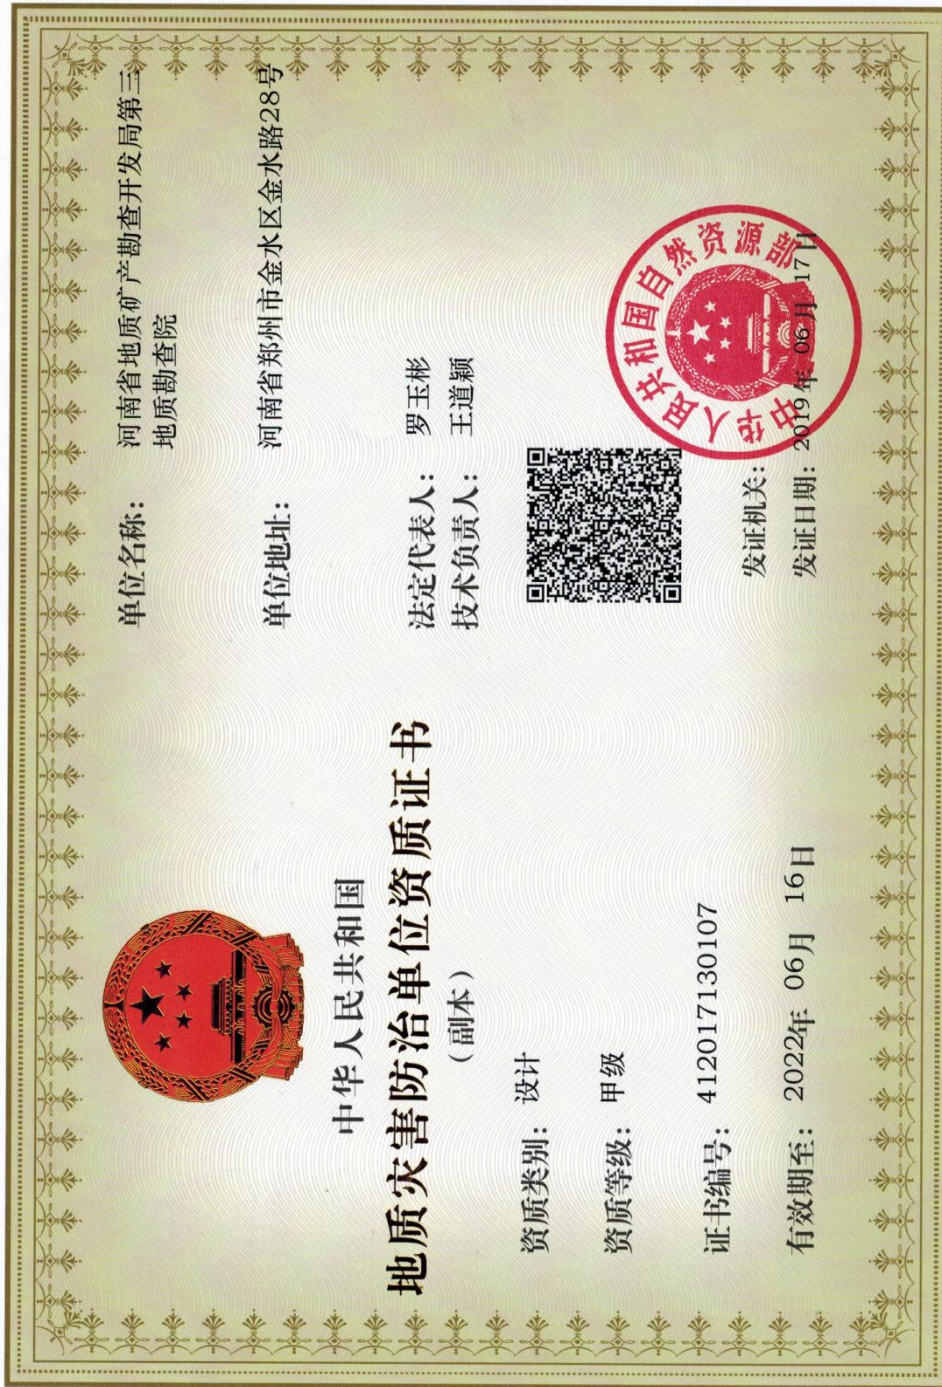 中华人民共和国
地质灾害防治单位资质证书
（副本）
资质类别： 设计
资质等级： 甲级
证书编号： 412017130107
有效期至： 2022年 06月 16日
单位名称： 河南省地质矿产勘查开发局第三
地质勘查院
单位地址： 河南省郑州市金水区金水路28号
法定代表人： 罗玉彬
技术负责人： 王道颖
发证机关：
发证日期： 2019年 06月 17日
中华人民共和国自然资源部